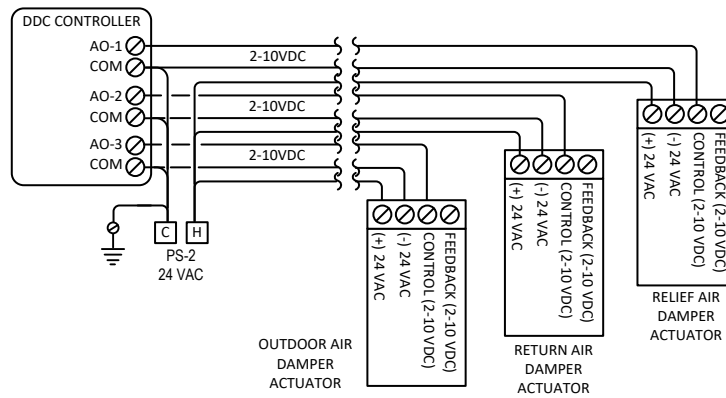 DDC CONTROLLER
AO-1
COM
AO-2
COM
AO-3
COM
2-10VDC
2-10VDC
2-10VDC
C
H
PS-2
24 VAC
(+) 24 VAC
(-) 24 VAC
CONTROL (2-10 VDC)
FEEDBACK (2-10 VDC)
OUTDOOR AIR
DAMPER
ACTUATOR
(+) 24 VAC
(-) 24 VAC
CONTROL (2-10 VDC)
FEEDBACK (2-10 VDC)
RETURN AIR
DAMPER
ACTUATOR
(+) 24 VAC
(-) 24 VAC
CONTROL (2-10 VDC)
FEEDBACK (2-10 VDC)
RELIEF AIR
DAMPER
ACTUATOR